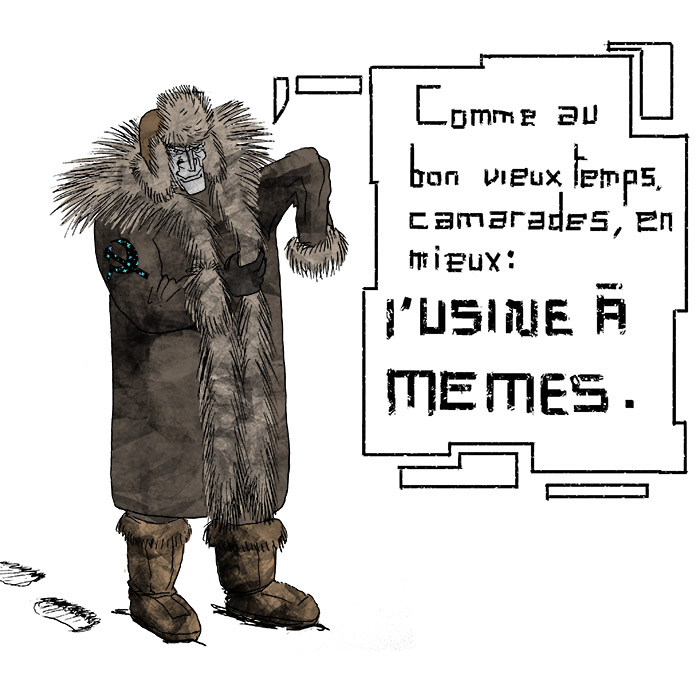 Comme au
bon vieux temps,
camarades, en
mieux:
l'USINE À
MEMES.